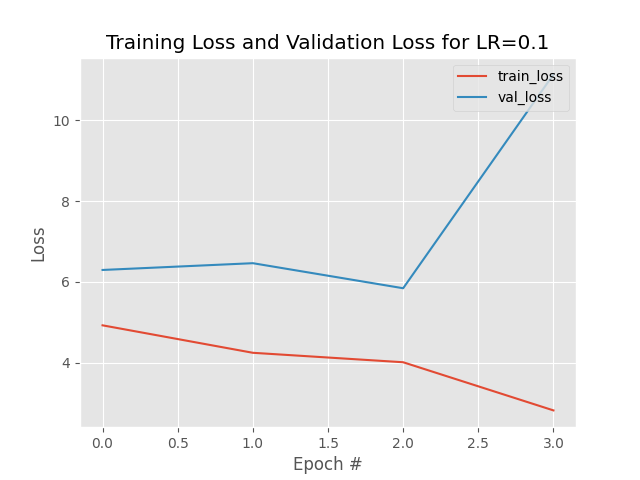 Training Loss and Validation Loss for LR=0.1
train_loss
val_loss
10
8
6
4
Loss
0.0 0.5 1.0 1.5 2.0 2.5 3.0
Epoch #